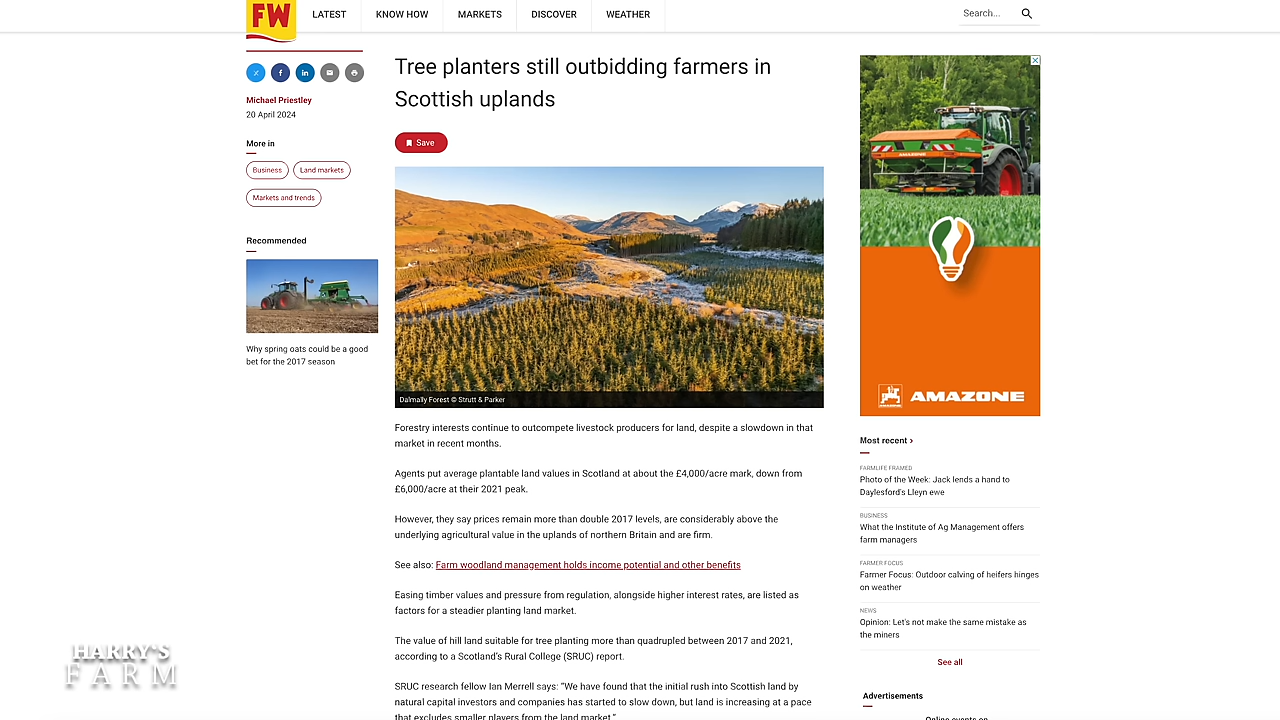 FW
LATEST
KNOW HOW
MARKETS
DISCOVER
WEATHER
Search...
Michael Priestley
20 April 2024
More in
Business
Land markets
Markets and trends
Recommended
Why spring oats could be a good
bet for the 2017 season
Tree planters still outbidding farmers in
Scottish uplands
Save
Dalmally Forest © Strutt & Parker
Forestry interests continue to outcompete livestock producers for land, despite a slowdown in that
market in recent months.
Agents put average plantable land values in Scotland at about the £4,000/acre mark, down from
£6,000/acre at their 2021 peak.
However, they say prices remain more than double 2017 levels, are considerably above the
underlying agricultural value in the uplands of northern Britain and are firm.
See also: Farm woodland management holds income potential and other benefits
Easing timber values and pressure from regulation, alongside higher interest rates, are listed as
factors for a steadier planting land market.
The value of hill land suitable for tree planting more than quadrupled between 2017 and 2021,
according to a Scotland's Rural College (SRUC) report.
SRUC research fellow Ian Merrell says: “We have found that the initial rush into Scottish land by
natural capital investors and companies has started to slow down, but land is increasing at a pace
that excludes smaller players from the land market.”
AMAZONE
AMAZONE
Most recent ›
FARMLIFE FRAMED
Photo of the Week: Jack lends a hand to
Daylesford's Lleyn ewe
BUSINESS
What the Institute of Ag Management offers
farm managers
FARMER FOCUS
Farmer Focus: Outdoor calving of heifers hinges
on weather
NEWS
Opinion: Let's not make the same mistake as
the miners
See all
Advertisements
Online events on
HARRY'S
FARM